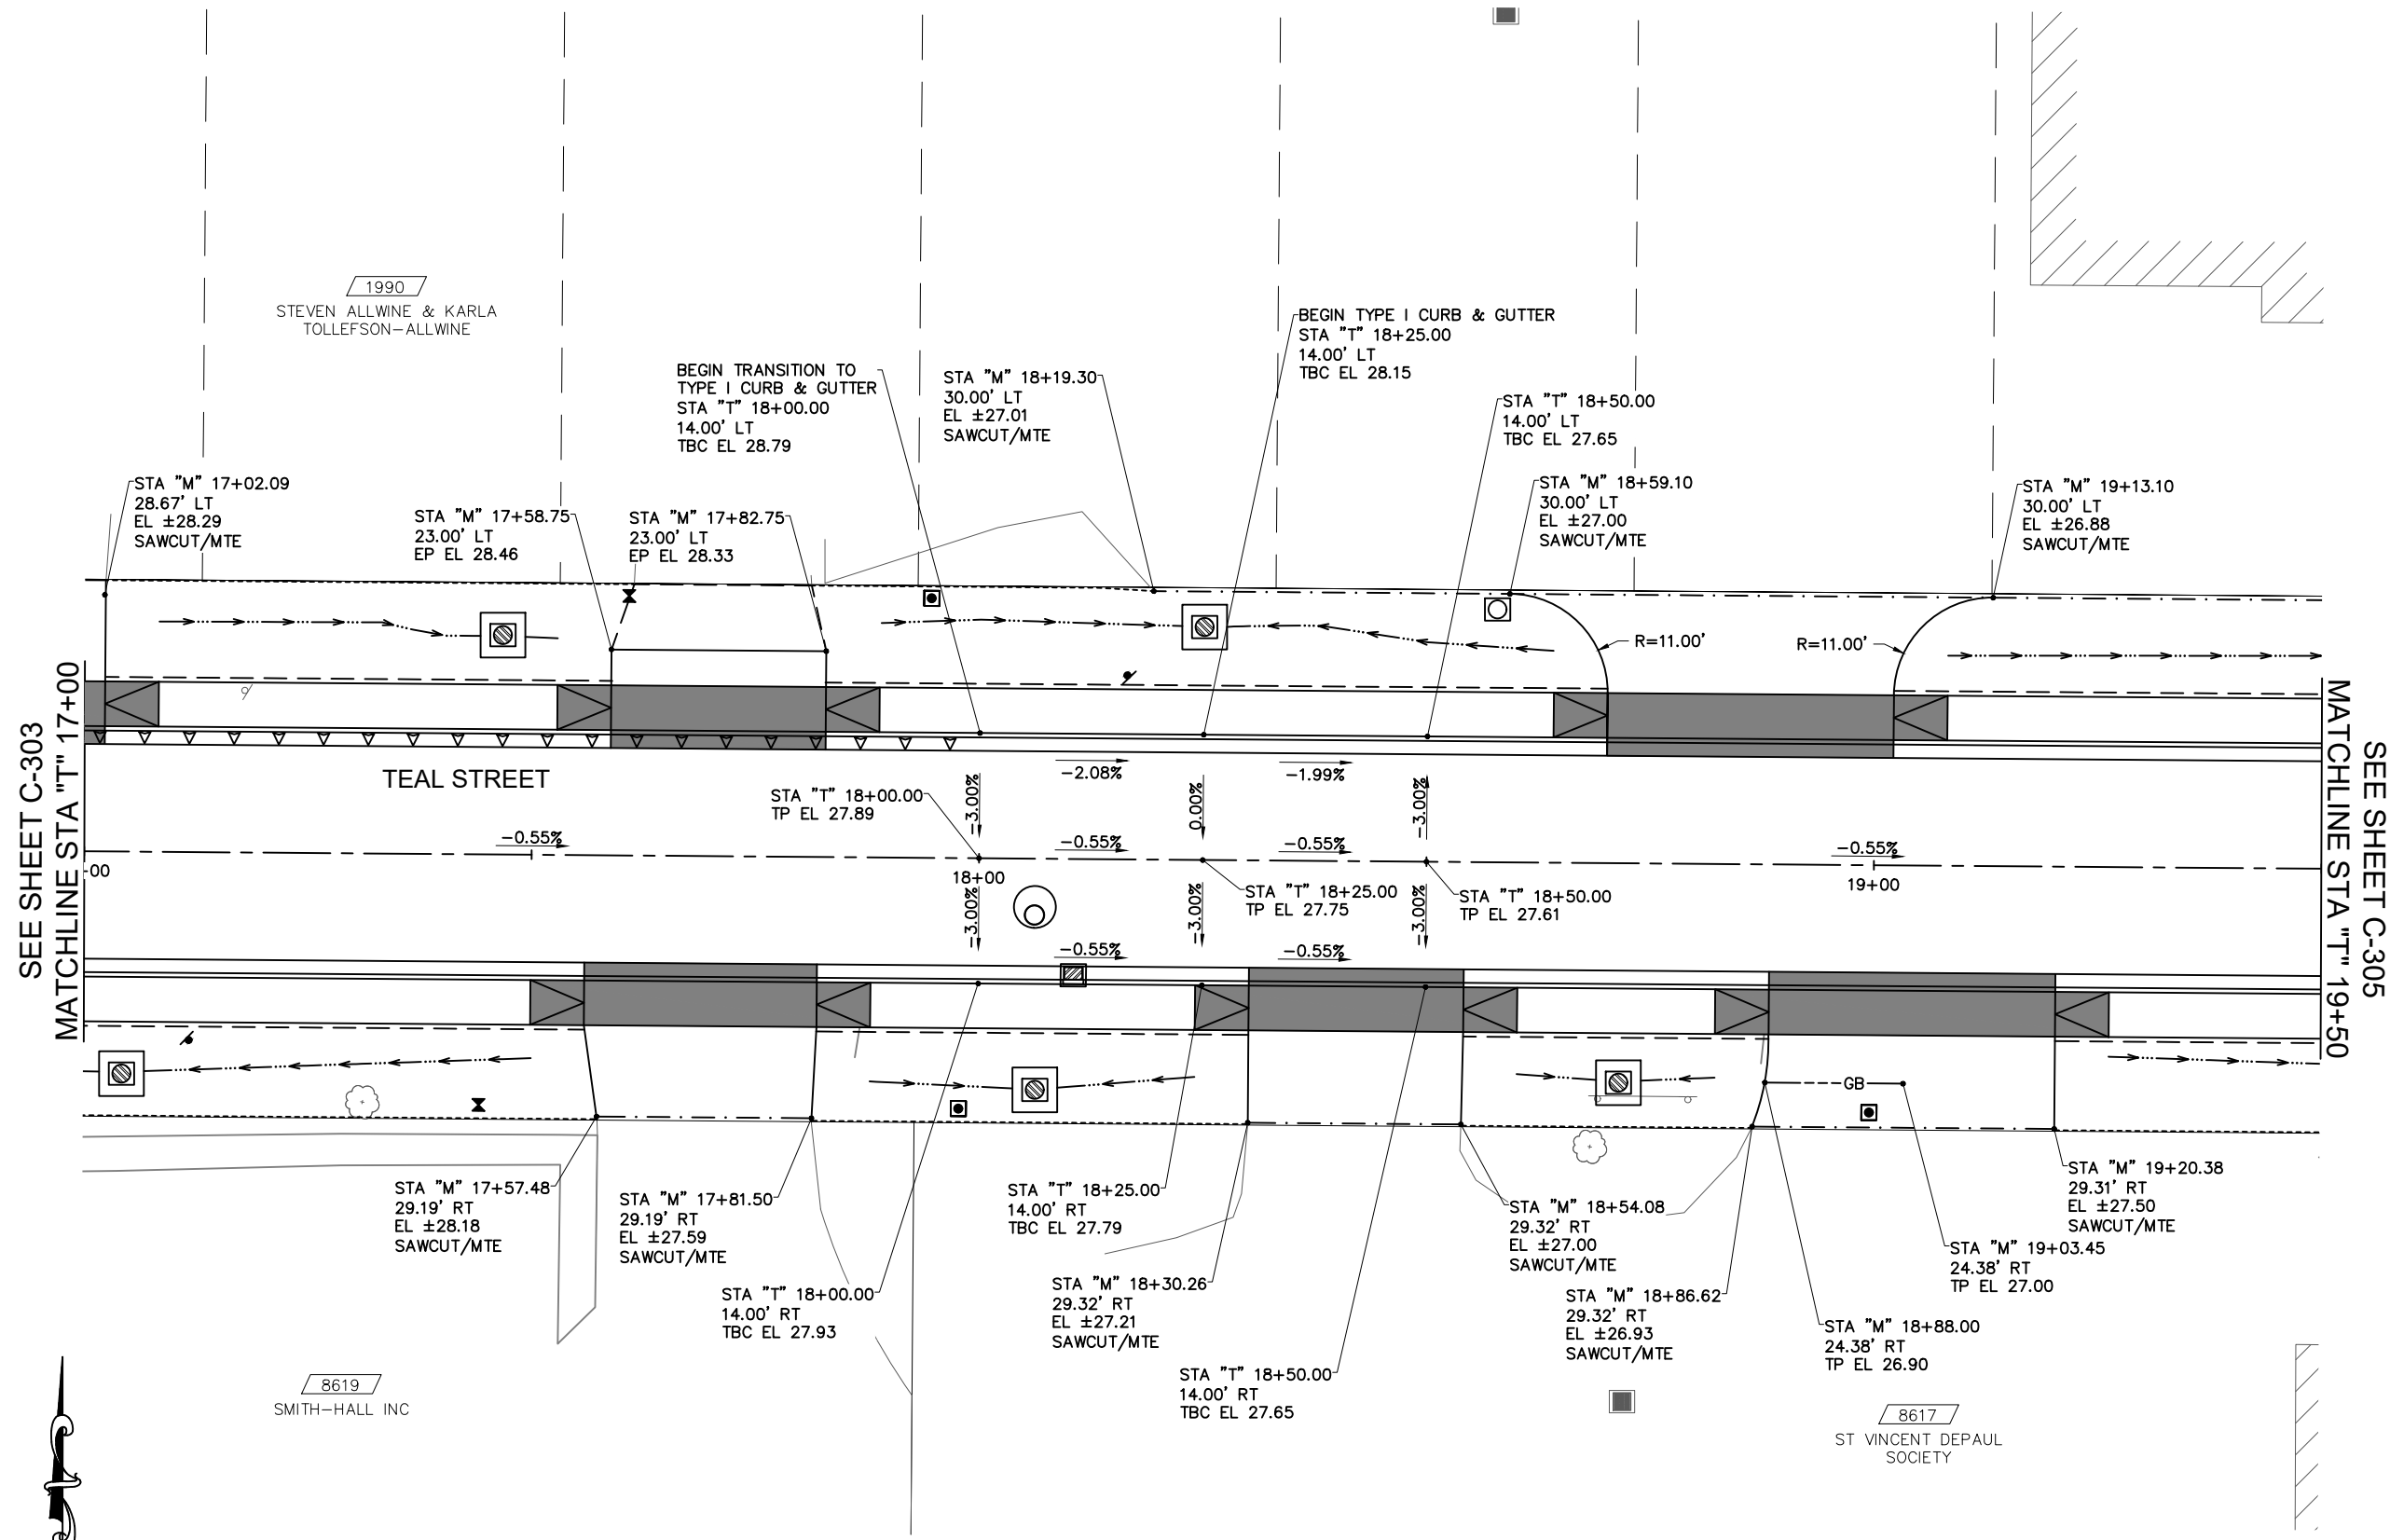 1990
STEVEN ALLWINE & KARLA
TOLLEFSON-ALLWINE
BEGIN TRANSITION TO
TYPE I CURB & GUTTER
STA "T" 18+00.00
14.00' LT
TBC EL 28.79
STA "M" 18+19.30
30.00' LT
EL ±27.01
SAWCUT/MTE
BEGIN TYPE I CURB & GUTTER
STA "T" 18+25.00
14.00' LT
TBC EL 28.15
STA "T" 18+50.00
14.00' LT
TBC EL 27.65
STA "M" 17+02.09
28.67' LT
EL ±28.29
SAWCUT/MTE
STA "M" 17+58.75
23.00' LT
EP EL 28.46
STA "M" 17+82.75
23.00' LT
EP EL 28.33
STA "M" 18+59.10
30.00' LT
EL ±27.00
SAWCUT/MTE
STA "M" 19+13.10
30.00' LT
EL ±26.88
SAWCUT/MTE
R=11.00'
R=11.00'
SEE SHEET C-303
MATCHLINE STA "T" 17+00
TEAL STREET
-2.08%
-1.99%
-3.00%
0.00%
-3.00%
STA "T" 18+00.00
TP EL 27.89
-0.55%
-0.55%
-0.55%
-0.55%
-00
18+00
19+00
STA "T" 18+25.00
TP EL 27.75
STA "T" 18+50.00
TP EL 27.61
-3.00%
-3.00%
-3.00%
-0.55%
-0.55%
MATCHLINE STA "T" 19+50
SEE SHEET C-305
GB
STA "M" 17+57.48
29.19' RT
EL ±28.18
SAWCUT/MTE
STA "M" 17+81.50
29.19' RT
EL ±27.59
SAWCUT/MTE
STA "T" 18+00.00
14.00' RT
TBC EL 27.93
STA "T" 18+25.00
14.00' RT
TBC EL 27.79
STA "M" 18+30.26
29.32' RT
EL ±27.21
SAWCUT/MTE
STA "T" 18+50.00
14.00' RT
TBC EL 27.65
STA "M" 18+54.08
29.32' RT
EL ±27.00
SAWCUT/MTE
STA "M" 18+86.62
29.32' RT
EL ±26.93
SAWCUT/MTE
STA "M" 18+88.00
24.38' RT
TP EL 26.90
STA "M" 19+03.45
24.38' RT
TP EL 27.00
STA "M" 19+20.38
29.31' RT
EL ±27.50
SAWCUT/MTE
8619
SMITH-HALL INC
8617
ST VINCENT DEPAUL
SOCIETY